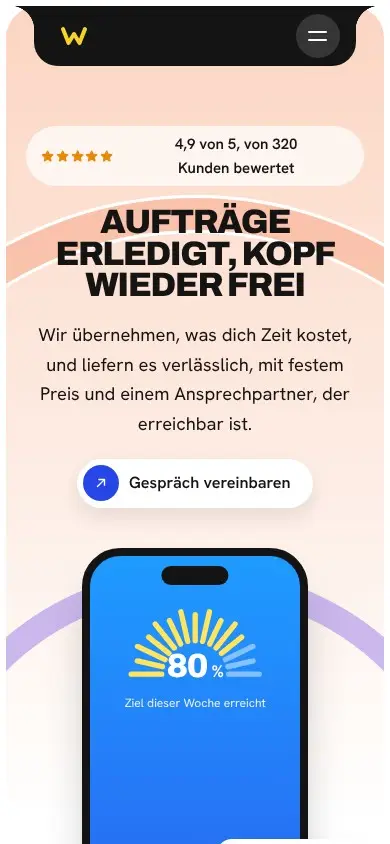 W
4,9 von 5, von 320
Kunden bewertet
AUFTRÄGE
ERLEDIGT, KOPF
WIEDER FREI
Wir übernehmen, was dich Zeit kostet,
und liefern es verlässlich, mit festem
Preis und einem Ansprechpartner, der
erreichbar ist.
Gespräch vereinbaren
80 %
Ziel dieser Woche erreicht